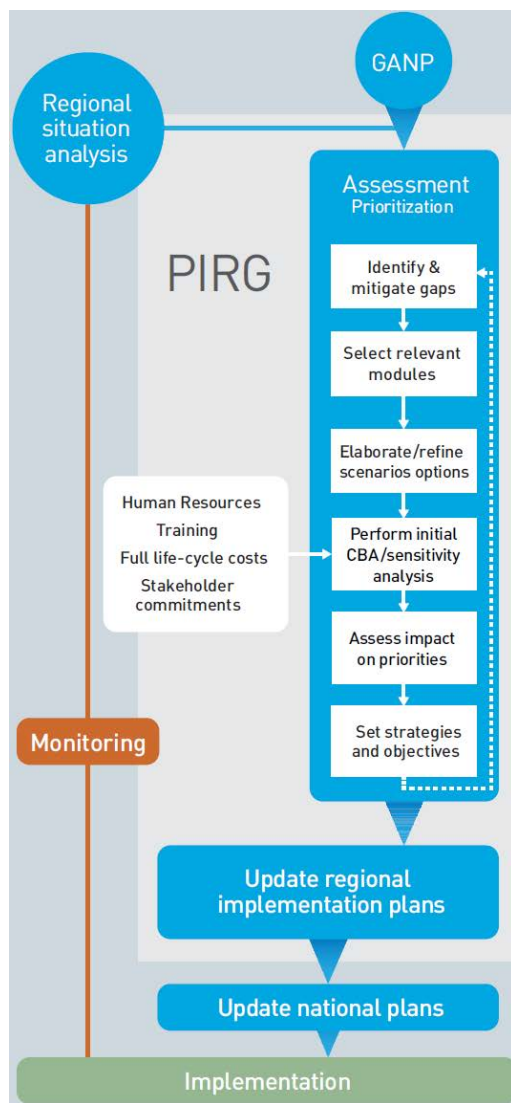 GANP
Regional
situation
analysis
Assessment
Prioritization
PIRG
Identify &
mitigate gaps
Select relevant
modules
Elaborate/refine
scenarios options
Human Resources
Training
Full life-cycle costs
Stakeholder
commitments
Perform initial
CBA/sensitivity
analysis
Assess impact
on priorities
Set strategies
and objectives
Monitoring
Update regional
implementation plans
Update national plans
Implementation